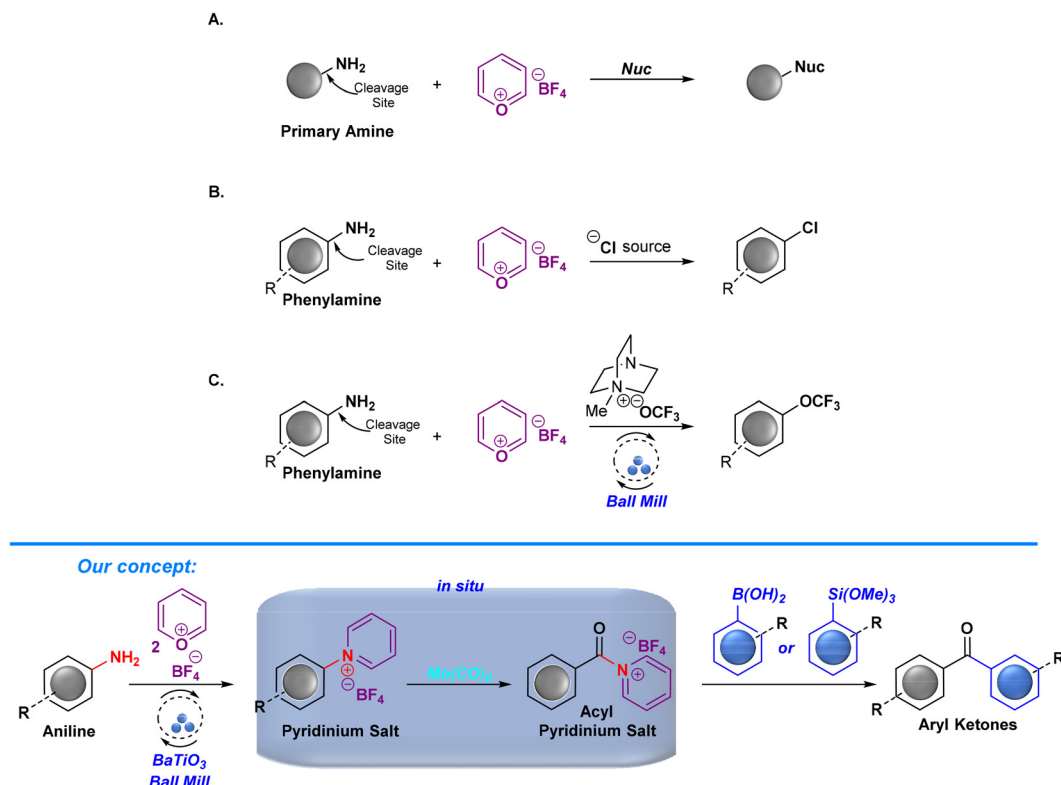 A.
NH2
Cleavage
Site
Primary Amine
+
O
⊕
⊖
BF4
Nuc
Nuc
B.
NH2
Cleavage
Site
R
Phenylamine
+
O
⊕
⊖
BF4
⊖
Cl source
Cl
R
C.
NH2
Cleavage
Site
R
Phenylamine
+
O
⊕
⊖
BF4
N
N
Me
⊕⊖
OCF3
Ball Mill
OCF3
R
Our concept:
NH2
R
Aniline
2
O
⊕
⊖
BF4
BaTiO3
Ball Mill
in situ
N
⊕
⊖
BF4
R
Pyridinium Salt
Mo(CO)6
O
N
⊕
⊖
BF4
Acyl
Pyridinium Salt
B(OH)2
R
or
Si(OMe)3
R
O
R
R
Aryl Ketones